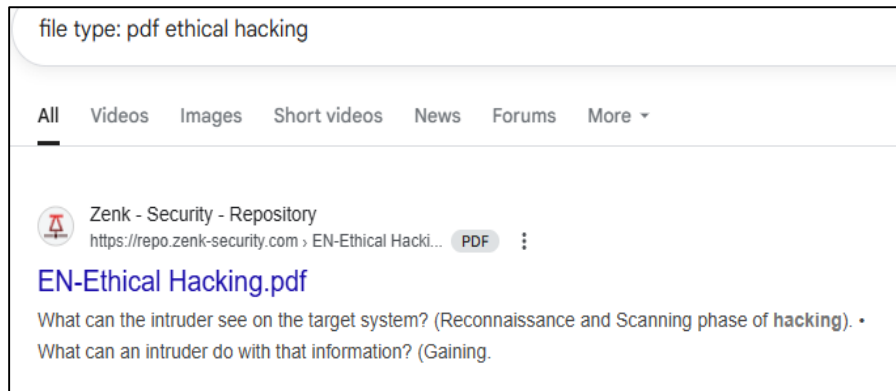 file type: pdf ethical hacking
All Videos Images Short videos News Forums More
Zenk - Security - Repository
https://repo.zenk-security.com › EN-Ethical Hacki... PDF
EN-Ethical Hacking.pdf
What can the intruder see on the target system? (Reconnaissance and Scanning phase of hacking). •
What can an intruder do with that information? (Gaining.